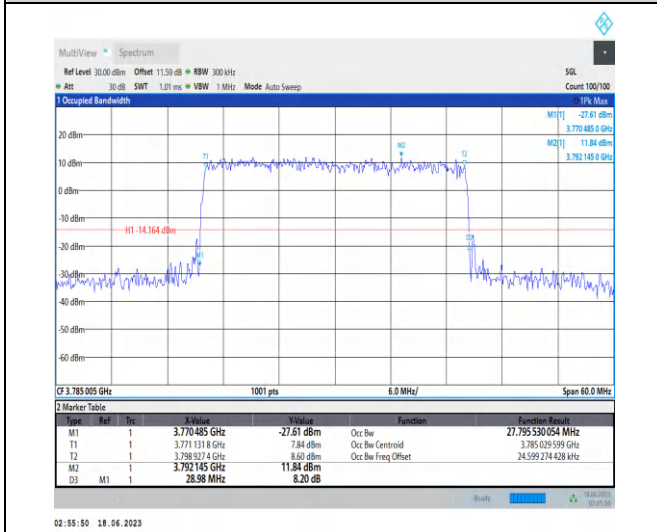 MultiView Spectrum
Ref Level 30.00 dBm Offset 11.59 dB RBW 300 kHz SGL
Att 30 dB SWT 1.01 ms VBW 1 MHz Mode Auto Sweep Count 100/100
1 Occupied Bandwidth 1Pk Max
M1[1] -27.61 dBm
3.770 485 0 GHz
M2[1] 11.84 dBm
3.792 145 0 GHz
20 dBm
10 dBm
T1
M2
T2
0 dBm
-10 dBm
H1 -14.164 dBm
-20 dBm
M1
D3
-30 dBm
-40 dBm
-50 dBm
-60 dBm
CF 3.785 005 GHz 1001 pts 6.0 MHz/ Span 60.0 MHz
2 Marker Table
Type Ref Trc X-Value Y-Value Function Function Result
M1 1 3.770 485 GHz -27.61 dBm Occ Bw 27.795 530 054 MHz
T1 1 3.771 131 8 GHz 7.84 dBm Occ Bw Centroid 3.785 029 599 GHz
T2 1 3.798 927 4 GHz 8.60 dBm Occ Bw Freq Offset 24.599 274 428 kHz
M2 1 3.792 145 GHz 11.84 dBm
D3 M1 1 28.98 MHz 8.20 dB
Ready 18.06.2023
02:55:50
02:55:50 18.06.2023